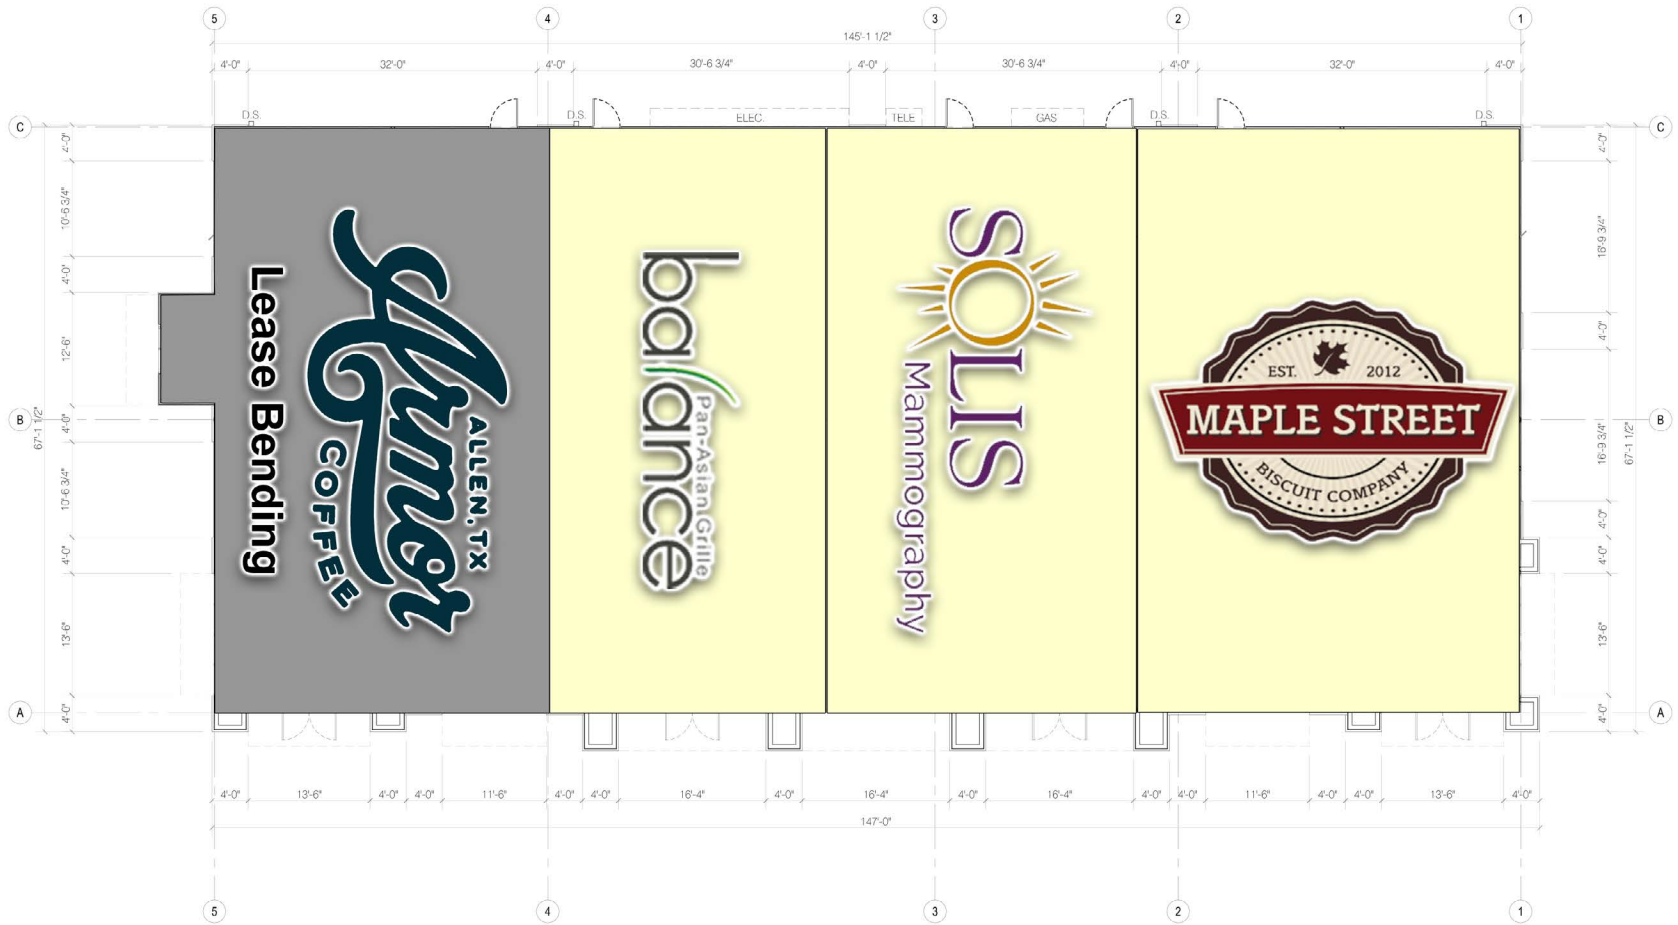 5 4 3 2 1
145'-1 1/2"
4'-0" 32'-0" 4'-0" 30'-6 3/4" 4'-0" 30'-6 3/4" 4'-0" 32'-0" 4'-0"
D.S. D.S. ELEC. TELE GAS D.S. D.S.
C C
4'-0"
10'-6 3/4"
4'-0"
12'-6"
4'-0"
10'-6 3/4"
4'-0"
13'-6"
4'-0"
67'-1 1/2"
B B
A A
Lease Bending
Armor
COFFEE
ALLEN, TX
balance
Pan-Asian Grille
SOLIS
Mammography
EST. 2012
MAPLE STREET
BISCUIT COMPANY
4'-0"
16'-9 3/4"
4'-0"
16'-9 3/4"
4'-0"
4'-0"
13'-6"
4'-0"
67'-1 1/2"
4'-0" 13'-6" 4'-0" 4'-0" 11'-6" 4'-0" 4'-0" 16'-4" 4'-0" 16'-4" 4'-0" 16'-4" 4'-0" 4'-0" 11'-6" 4'-0" 4'-0" 13'-6" 4'-0"
147'-0"
5 4 3 2 1